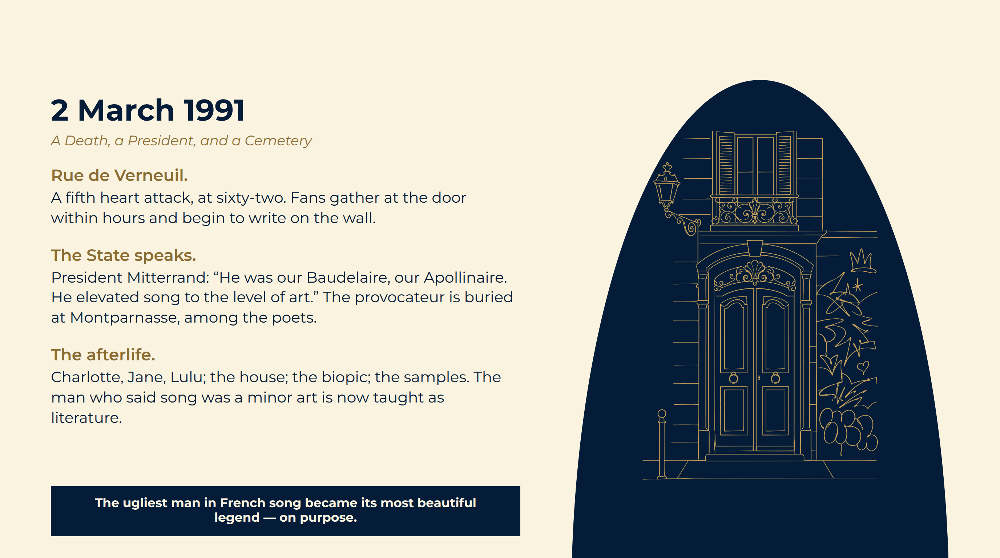 2 March 1991
A Death, a President, and a Cemetery
Rue de Verneuil.
A fifth heart attack, at sixty-two. Fans gather at the door
within hours and begin to write on the wall.
The State speaks.
President Mitterrand: “He was our Baudelaire, our Apollinaire.
He elevated song to the level of art.” The provocateur is buried
at Montparnasse, among the poets.
The afterlife.
Charlotte, Jane, Lulu; the house; the biopic; the samples. The
man who said song was a minor art is now taught as
literature.
The ugliest man in French song became its most beautiful
legend — on purpose.